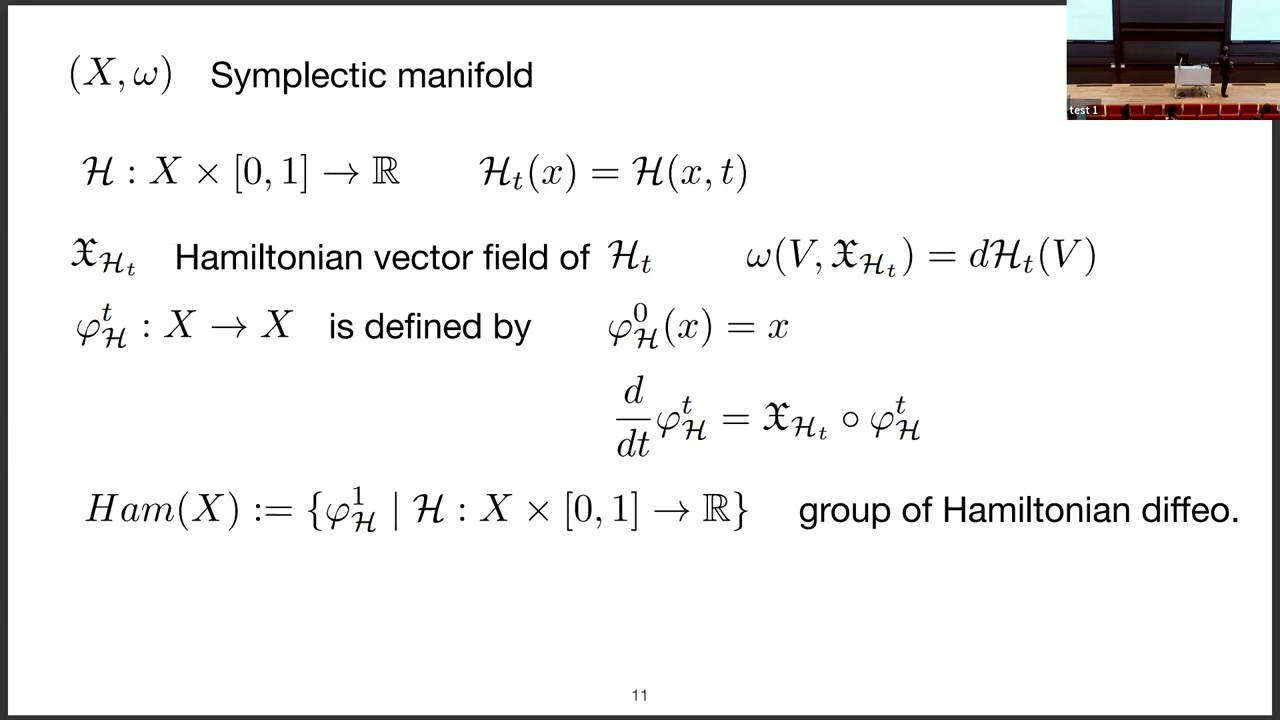 (X, ω) Symplectic manifold
test 1
ℋ : X × [0, 1] → ℝ ℋ_t(x) = ℋ(x, t)
𝔛_{ℋ_t} Hamiltonian vector field of ℋ_t ω(V, 𝔛_{ℋ_t}) = dℋ_t(V)
φ^t_ℋ : X → X is defined by φ^0_ℋ(x) = x
d/dt φ^t_ℋ = 𝔛_{ℋ_t} ∘ φ^t_ℋ
Ham(X) := {φ^1_ℋ | ℋ : X × [0, 1] → ℝ} group of Hamiltonian diffeo.
11